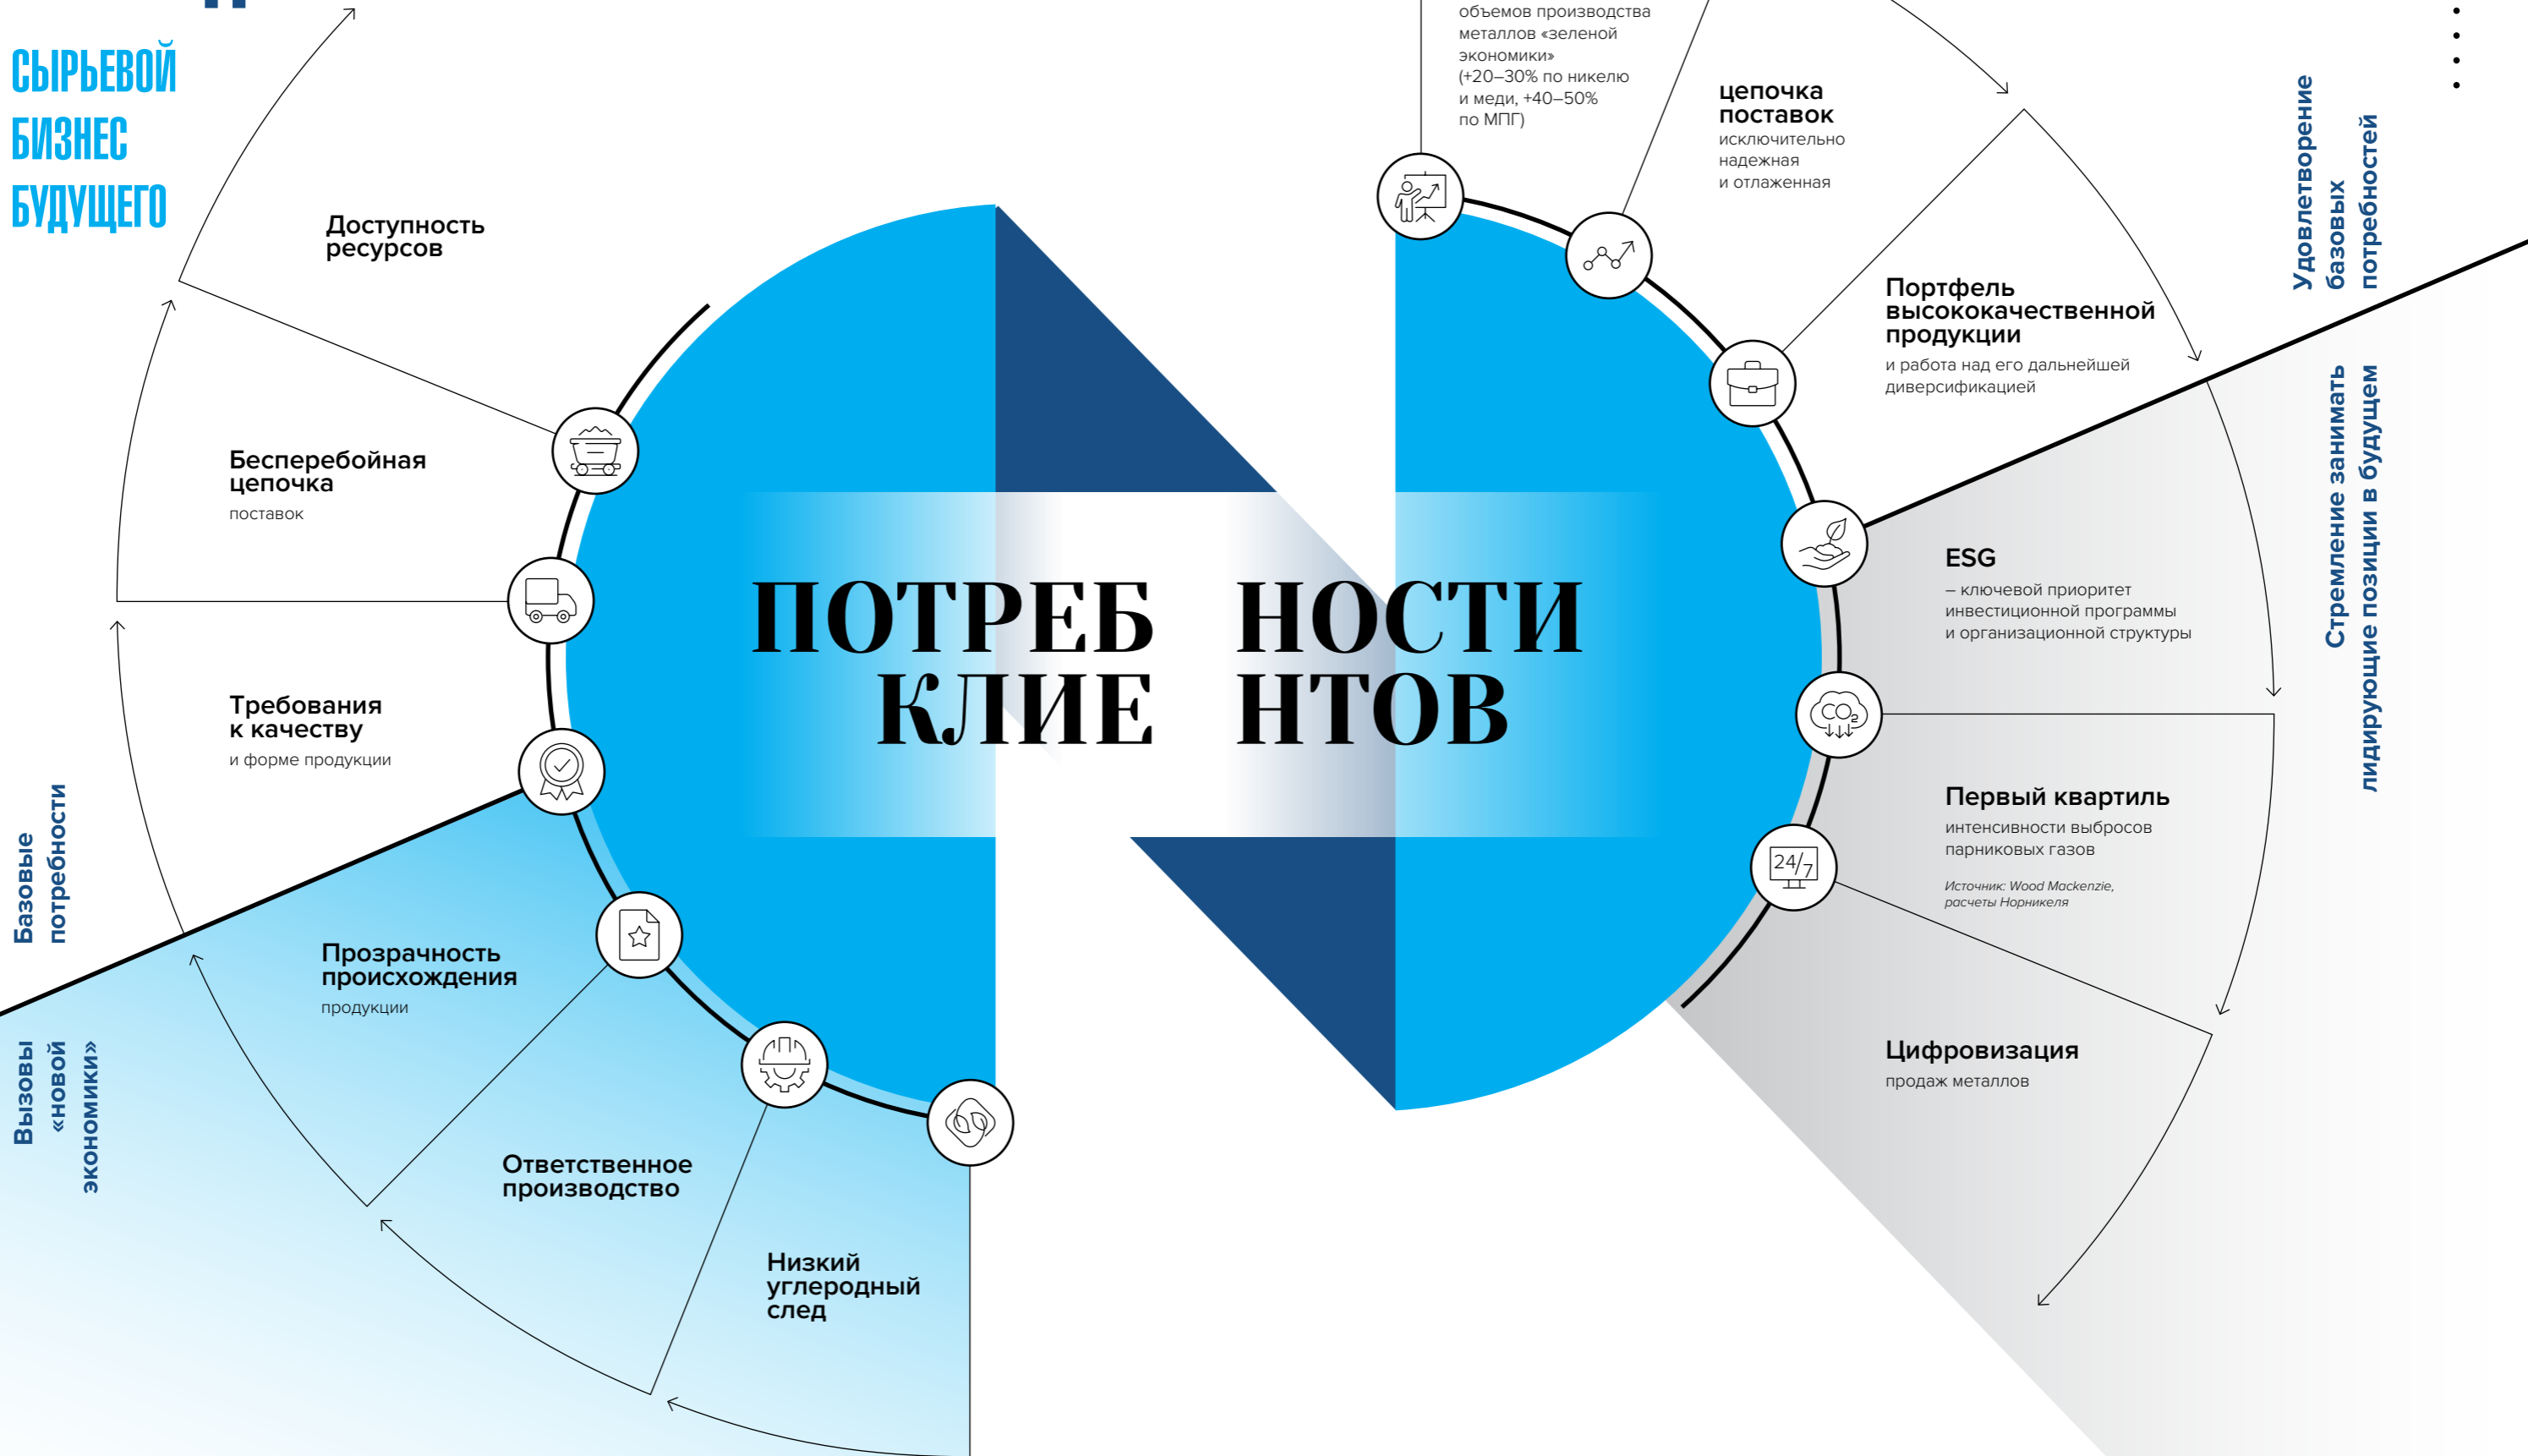 СЫРЬЕВОЙ
БИЗНЕС
БУДУЩЕГО
Доступность
ресурсов
Бесперебойная
цепочка
поставок
Требования
к качеству
и форме продукции
Базовые
потребности
Вызовы
«новой
экономики»
Прозрачность
происхождения
продукции
Ответственное
производство
Низкий
углеродный
след
ПОТРЕБ НОСТИ
КЛИЕ НТОВ
объемов производства
металлов «зеленой
экономики»
(+20–30% по никелю
и меди, +40–50%
по МПГ)
цепочка
поставок
исключительно
надежная
и отлаженная
Портфель
высококачественной
продукции
и работа над его дальнейшей
диверсификацией
Удовлетворение
базовых
потребностей
Стремление занимать
лидирующие позиции в будущем
ESG
– ключевой приоритет
инвестиционной программы
и организационной структуры
CO₂
Первый квартиль
интенсивности выбросов
парниковых газов
Источник: Wood Mackenzie,
расчеты Норникеля
24/7
Цифровизация
продаж металлов